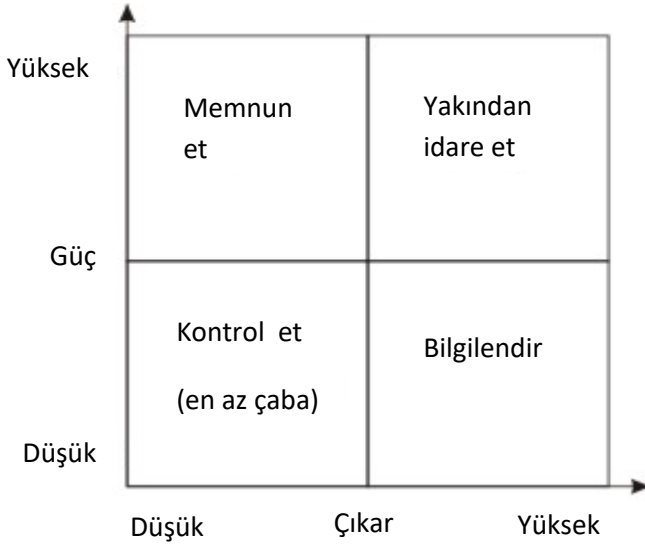 Yüksek
Memnun
et
Yakından
idare et
Güç
Kontrol et
(en az çaba)
Bilgilendir
Düşük
Düşük
Çıkar
Yüksek